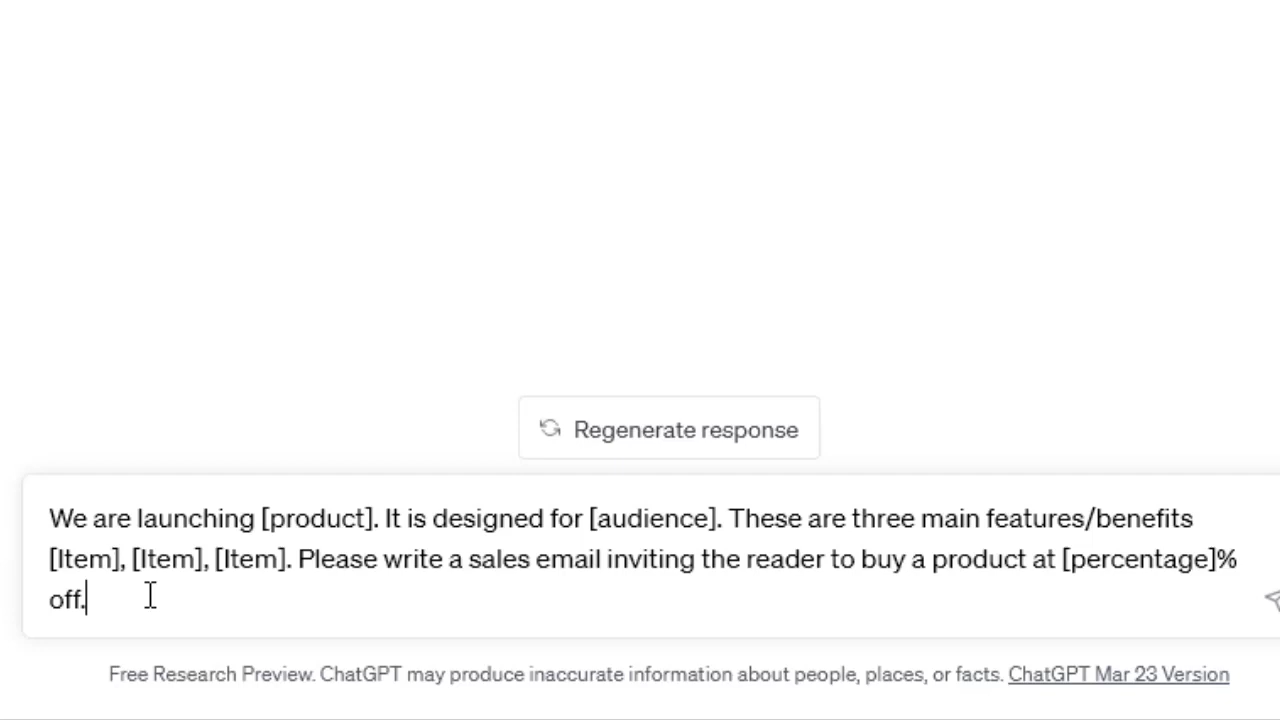 Regenerate response
We are launching [product]. It is designed for [audience]. These are three main features/benefits
[Item], [Item], [Item]. Please write a sales email inviting the reader to buy a product at [percentage]%
off.
Free Research Preview. ChatGPT may produce inaccurate information about people, places, or facts. ChatGPT Mar 23 Version